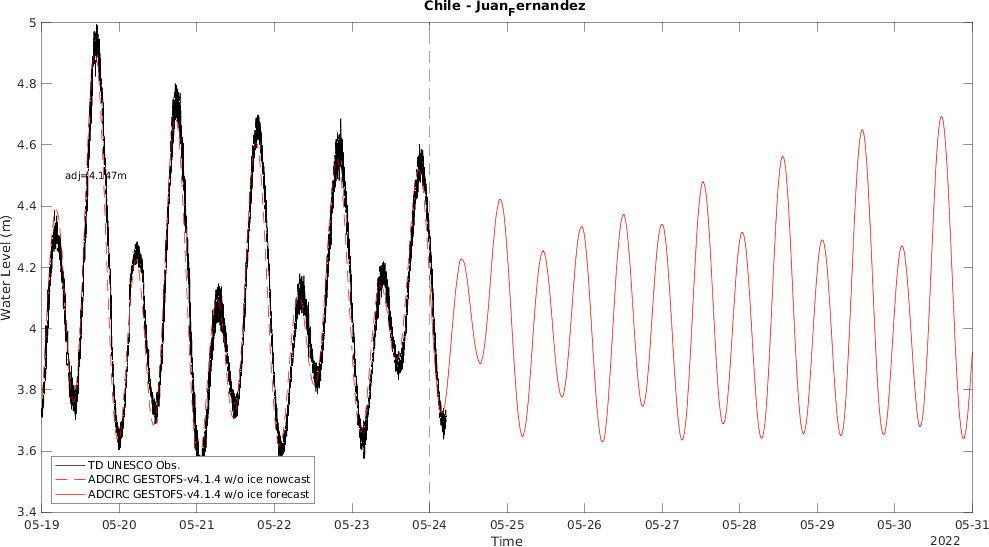 Chile - JuanFernandez
5
4.8
4.6
4.4
4.2
4
3.8
3.6
3.4
Water Level (m)
adj=4.147m
TD UNESCO Obs.
ADCIRC GESTOFS-v4.1.4 w/o ice nowcast
ADCIRC GESTOFS-v4.1.4 w/o ice forecast
05-19 05-20 05-21 05-22 05-23 05-24 05-25 05-26 05-27 05-28 05-29 05-30 05-31
Time
2022